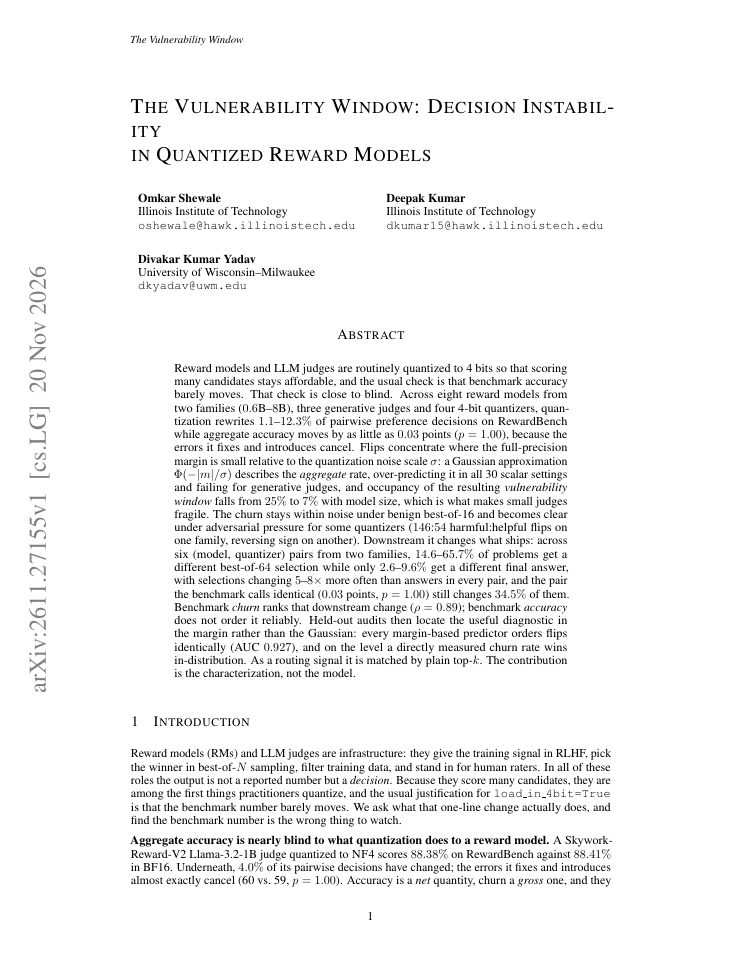 The Vulnerability Window
THE VULNERABILITY WINDOW: DECISION INSTABIL-
ITY
IN QUANTIZED REWARD MODELS
Omkar Shewale
Illinois Institute of Technology
oshewale@hawk.illinoistech.edu
Deepak Kumar
Illinois Institute of Technology
dkumar15@hawk.illinoistech.edu
Divakar Kumar Yadav
University of Wisconsin–Milwaukee
dkyadav@uwm.edu
arXiv:2611.27155v1 [cs.LG] 20 Nov 2026
ABSTRACT
Reward models and LLM judges are routinely quantized to 4 bits so that scoring
many candidates stays affordable, and the usual check is that benchmark accuracy
barely moves. That check is close to blind. Across eight reward models from
two families (0.6B–8B), three generative judges and four 4-bit quantizers, quan-
tization rewrites 1.1–12.3% of pairwise preference decisions on RewardBench
while aggregate accuracy moves by as little as 0.03 points (p = 1.00), because the
errors it fixes and introduces cancel. Flips concentrate where the full-precision
margin is small relative to the quantization noise scale σ: a Gaussian approximation
Φ(−|m|/σ) describes the aggregate rate, over-predicting it in all 30 scalar settings
and failing for generative judges, and occupancy of the resulting vulnerability
window falls from 25% to 7% with model size, which is what makes small judges
fragile. The churn stays within noise under benign best-of-16 and becomes clear
under adversarial pressure for some quantizers (146:54 harmful:helpful flips on
one family, reversing sign on another). Downstream it changes what ships: across
six (model, quantizer) pairs from two families, 14.6–65.7% of problems get a
different best-of-64 selection while only 2.6–9.6% get a different final answer,
with selections changing 5–8× more often than answers in every pair, and the pair
the benchmark calls identical (0.03 points, p = 1.00) still changes 34.5% of them.
Benchmark churn ranks that downstream change (ρ = 0.89); benchmark accuracy
does not order it reliably. Held-out audits then locate the useful diagnostic in
the margin rather than the Gaussian: every margin-based predictor orders flips
identically (AUC 0.927), and on the level a directly measured churn rate wins
in-distribution. As a routing signal it is matched by plain top-k. The contribution
is the characterization, not the model.
1 INTRODUCTION
Reward models (RMs) and LLM judges are infrastructure: they give the training signal in RLHF, pick
the winner in best-of-N sampling, filter training data, and stand in for human raters. In all of these
roles the output is not a reported number but a decision. Because they score many candidates, they are
among the first things practitioners quantize, and the usual justification for load_in_4bit=True
is that the benchmark number barely moves. We ask what that one-line change actually does, and
find the benchmark number is the wrong thing to watch.
Aggregate accuracy is nearly blind to what quantization does to a reward model. A Skywork-
Reward-V2 Llama-3.2-1B judge quantized to NF4 scores 88.38% on RewardBench against 88.41%
in BF16. Underneath, 4.0% of its pairwise decisions have changed; the errors it fixes and introduces
almost exactly cancel (60 vs. 59, p = 1.00). Accuracy is a net quantity, churn a gross one, and they
1